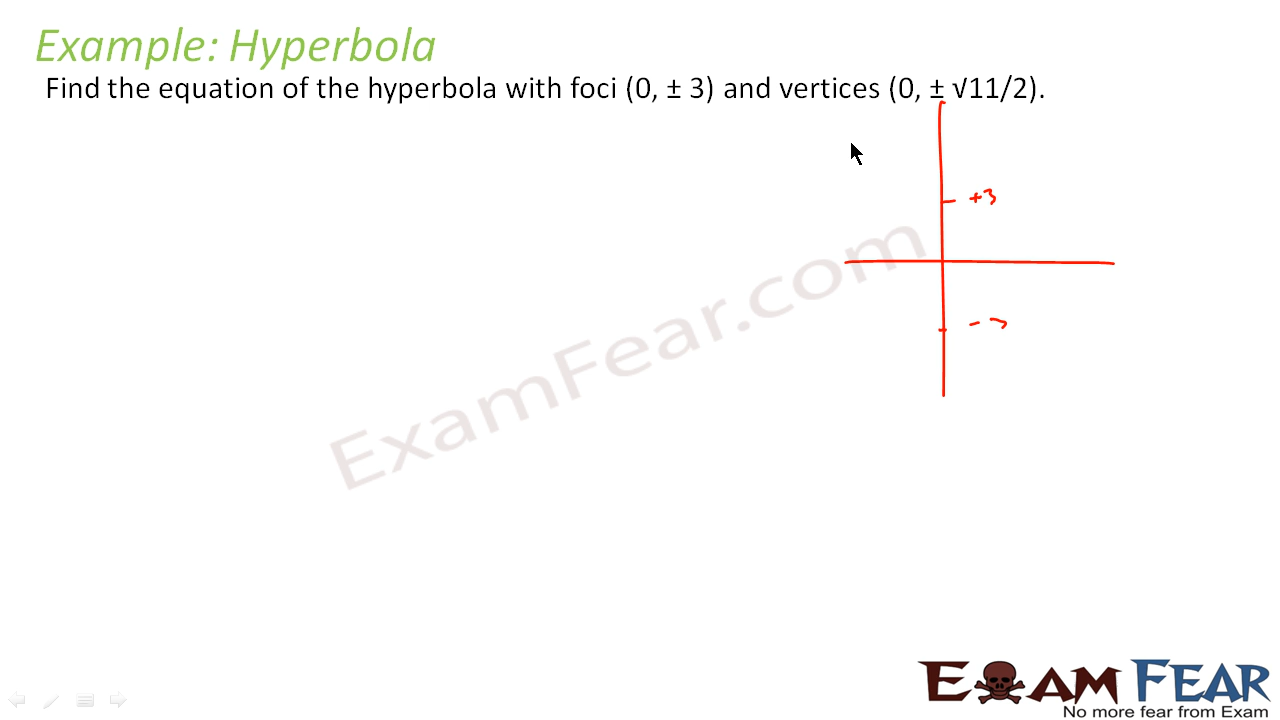 Example: Hyperbola
Find the equation of the hyperbola with foci (0, ± 3) and vertices (0, ± √11/2).
+3
ExamFear.com
EXAM FEAR
No more fear from Exam